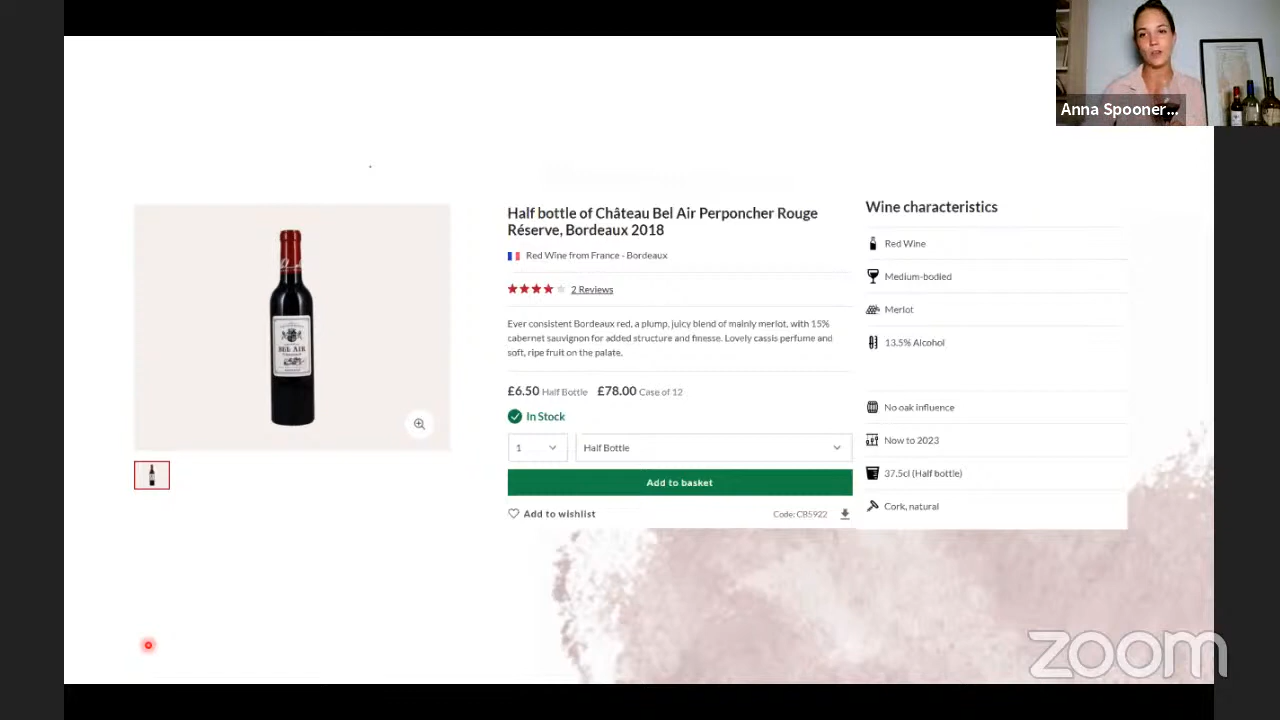 Anna Spooner...
Half bottle of Château Bel Air Perponcher Rouge
Réserve, Bordeaux 2018
Red Wine from France - Bordeaux
2 Reviews
Ever consistent Bordeaux red, a plump, juicy blend of mainly merlot, with 15%
cabernet sauvignon for added structure and finesse. Lovely cassis perfume and
soft, ripe fruit on the palate.
£6.50 Half Bottle £78.00 Case of 12
In Stock
1 Half Bottle
Add to basket
Add to wishlist Code: CB5922
Wine characteristics
Red Wine
Medium-bodied
Merlot
13.5% Alcohol
No oak influence
Now to 2023
37.5cl (Half bottle)
Cork, natural
BEL AIR
zoom